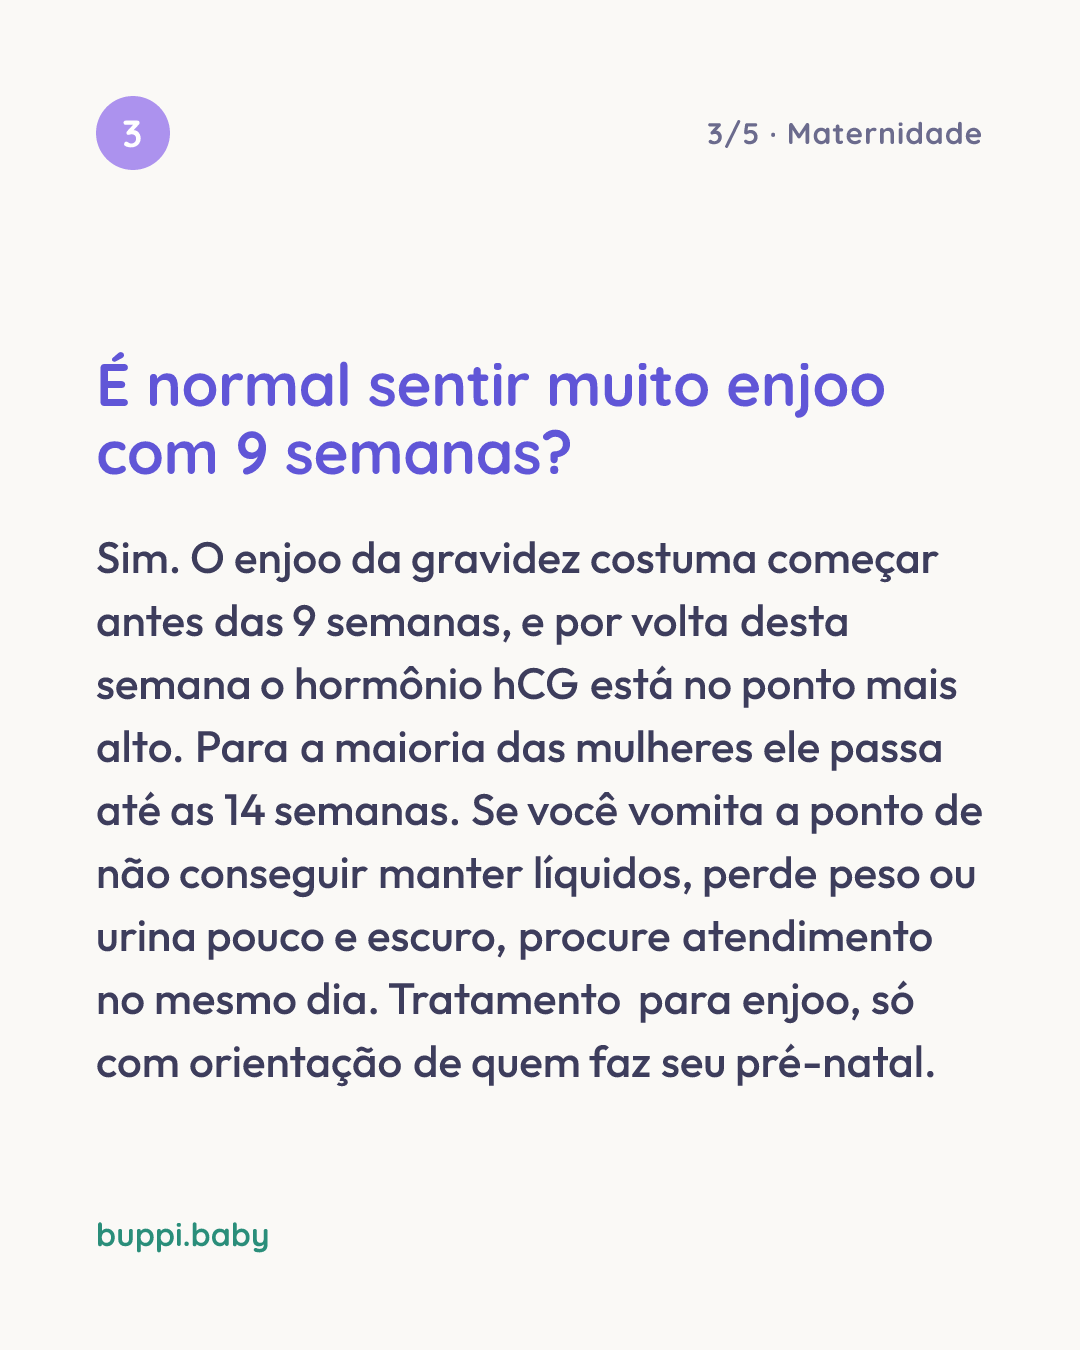 3
3/5 · Maternidade
É normal sentir muito enjoo
com 9 semanas?
Sim. O enjoo da gravidez costuma começar
antes das 9 semanas, e por volta desta
semana o hormônio hCG está no ponto mais
alto. Para a maioria das mulheres ele passa
até as 14 semanas. Se você vomita a ponto de
não conseguir manter líquidos, perde peso ou
urina pouco e escuro, procure atendimento
no mesmo dia. Tratamento  para enjoo, só
com orientação de quem faz seu pré-natal.
buppi.baby